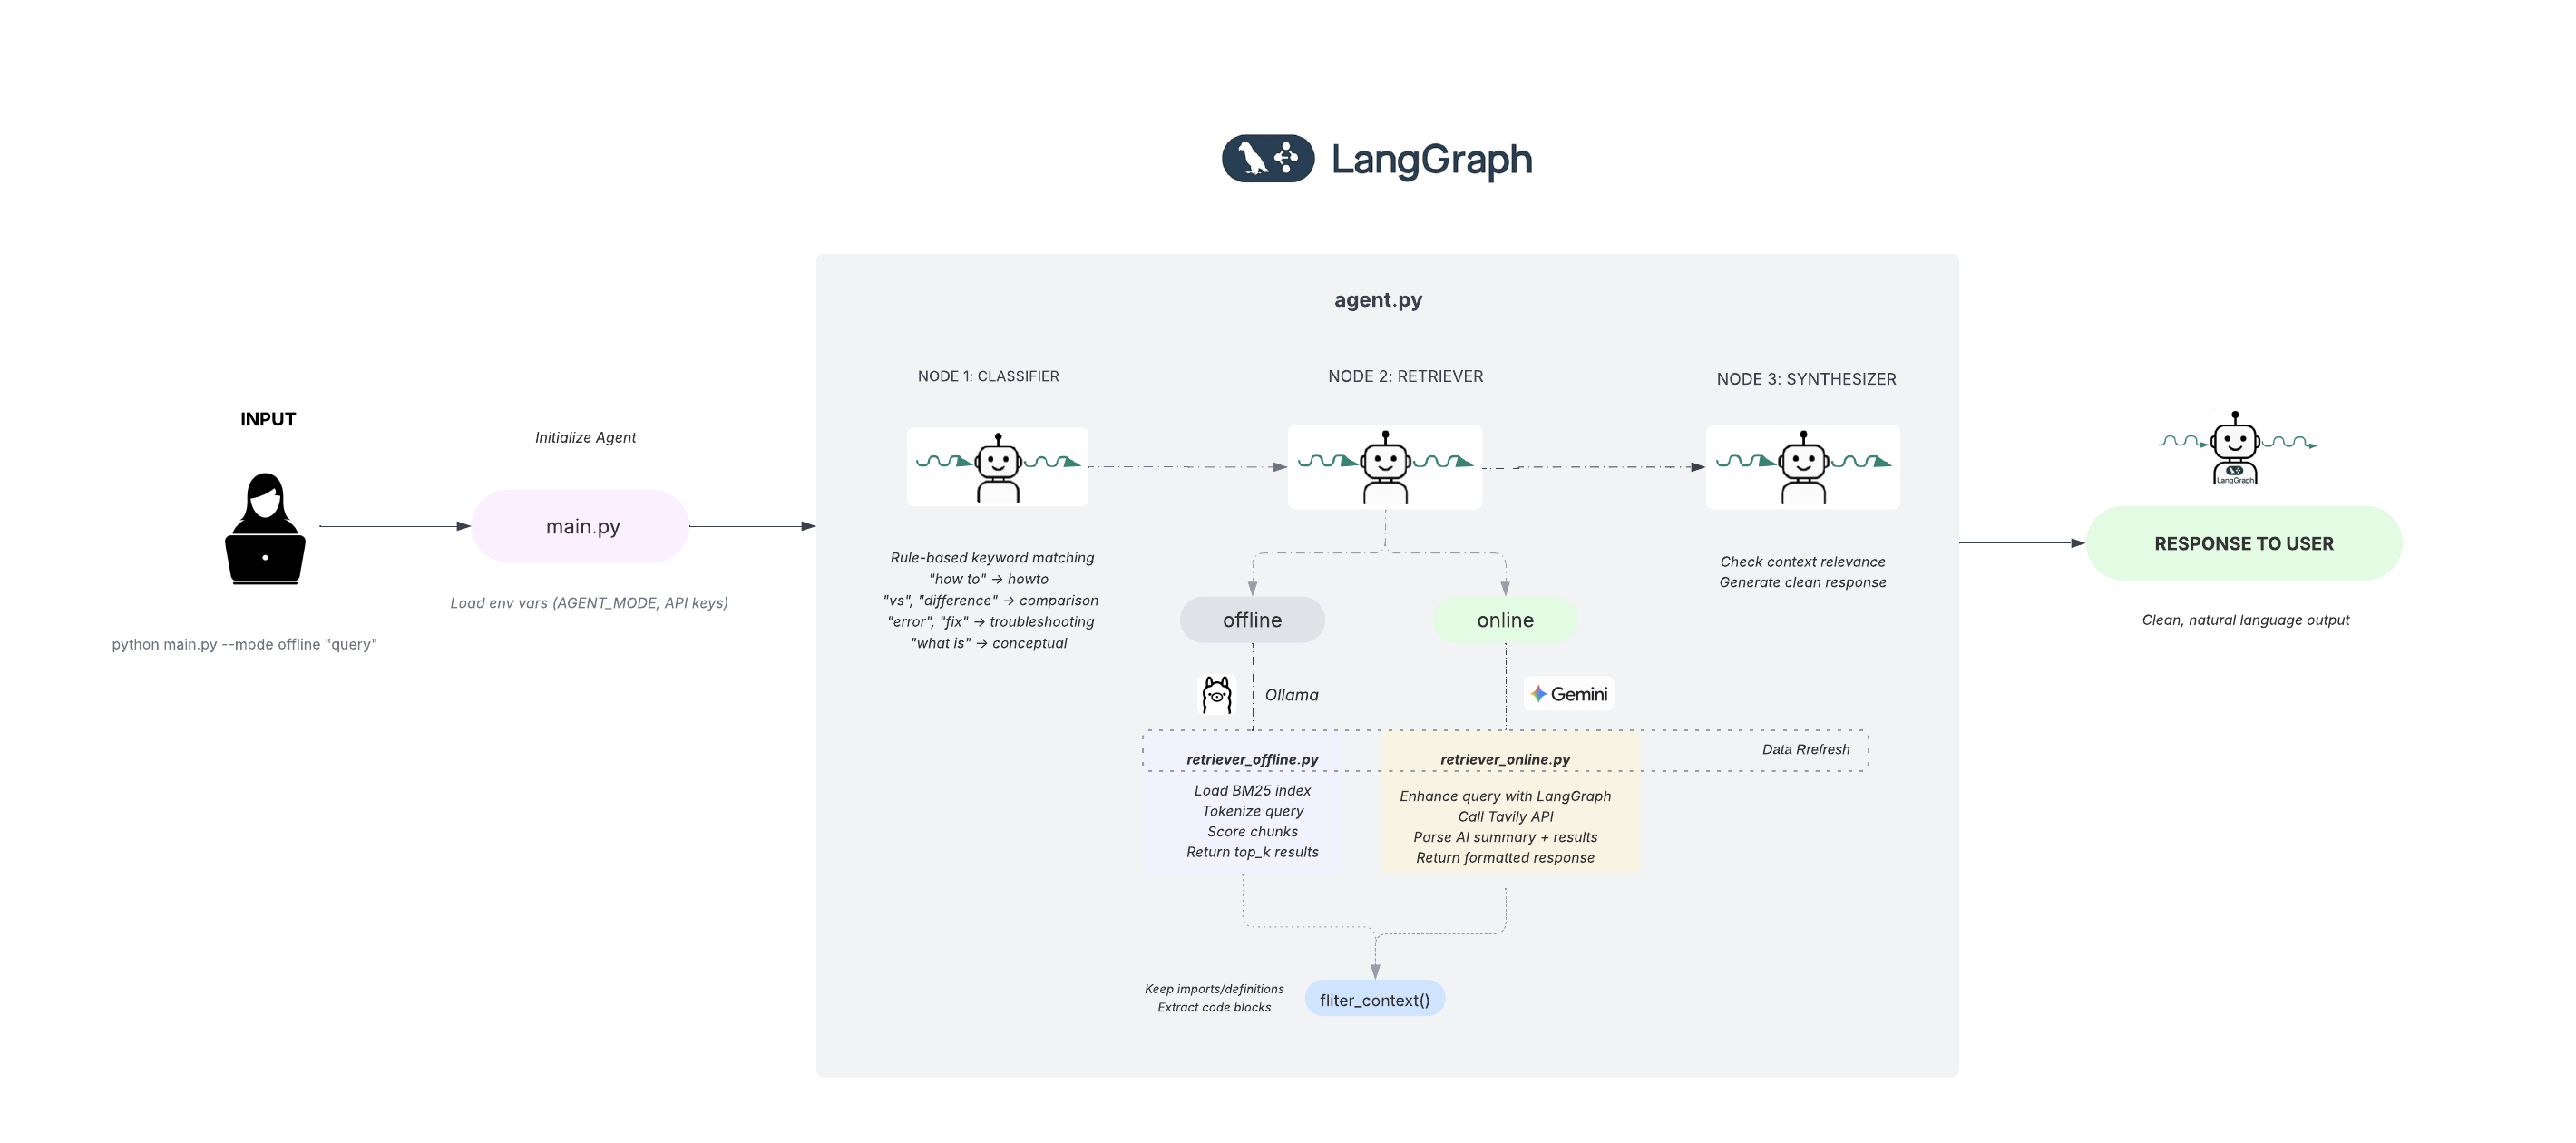 LangGraph
agent.py
INPUT
python main.py --mode offline "query"
Initialize Agent
main.py
Load env vars (AGENT_MODE, API keys)
NODE 1: CLASSIFIER
Rule-based keyword matching
"how to" → howto
"vs", "difference" → comparison
"error", "fix" → troubleshooting
"what is" → conceptual
NODE 2: RETRIEVER
offline
online
Ollama
Gemini
Data Rrefresh
retriever_offline.py
Load BM25 index
Tokenize query
Score chunks
Return top_k results
retriever_online.py
Enhance query with LangGraph
Call Tavily API
Parse AI summary + results
Return formatted response
Keep imports/definitions
Extract code blocks
fliter_context()
NODE 3: SYNTHESIZER
Check context relevance
Generate clean response
LangGraph
RESPONSE TO USER
Clean, natural language output